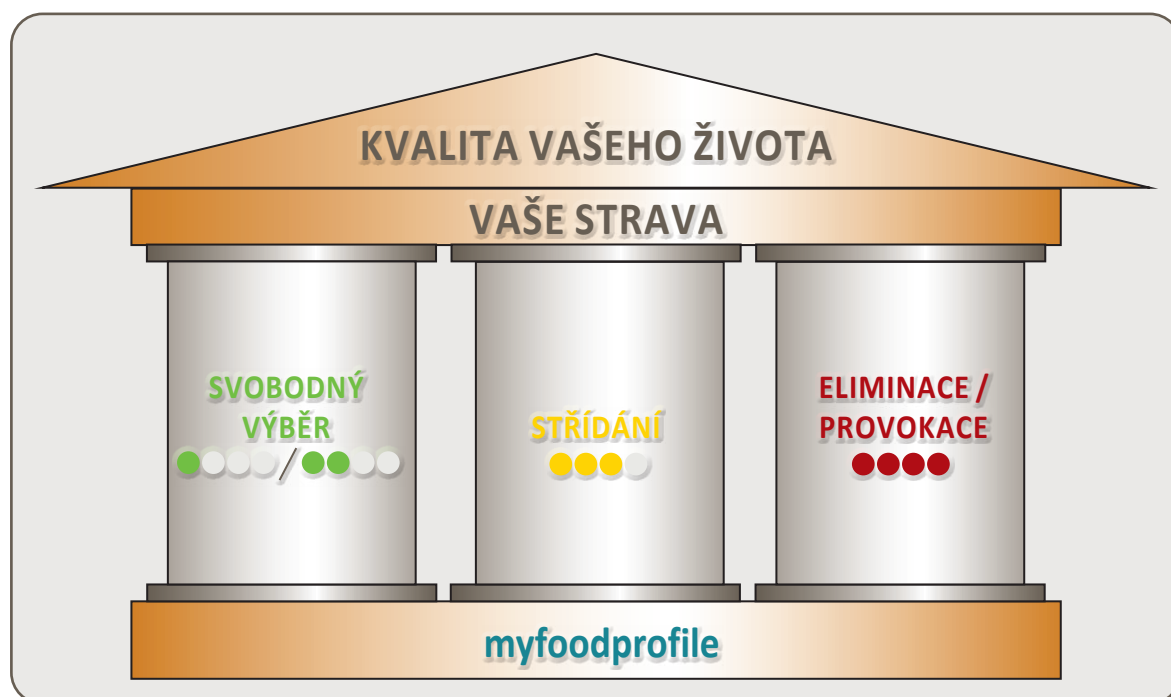 KVALITA VAŠEHO ŽIVOTA
VAŠE STRAVA
SVOBODNÝ
VÝBĚR
/
STŘÍDÁNÍ
ELIMINACE /
PROVOKACE
myfoodprofile